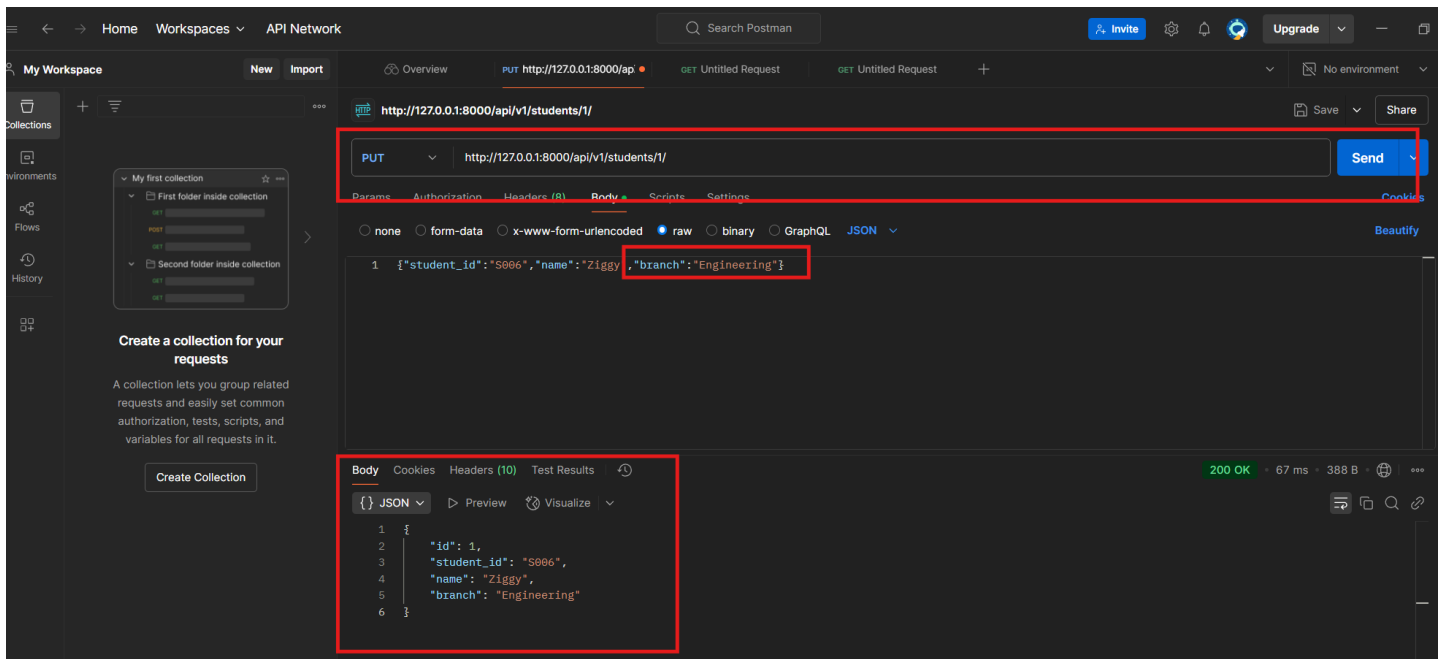 Home Workspaces API Network Search Postman Invite Upgrade
My Workspace New Import Overview PUT http://127.0.0.1:8000/ap GET Untitled Request GET Untitled Request No environment
Collections
http://127.0.0.1:8000/api/v1/students/1/ Save Share
PUT http://127.0.0.1:8000/api/v1/students/1/ Send
nvironments
My first collection
Params Authorization Headers (8) Body Scripts Settings Cookies
First folder inside collection
GET
POST
GET
Flows
none form-data x-www-form-urlencoded raw binary GraphQL JSON Beautify
Second folder inside collection
GET
GET
History
1 {"student_id":"S006","name":"Ziggy","branch":"Engineering"}
Create a collection for your
requests
A collection lets you group related
requests and easily set common
authorization, tests, scripts, and
variables for all requests in it.
Create Collection
Body Cookies Headers (10) Test Results 200 OK 67 ms 388 B
{} JSON Preview Visualize
1 {
2 "id": 1,
3 "student_id": "S006",
4 "name": "Ziggy",
5 "branch": "Engineering"
6 }